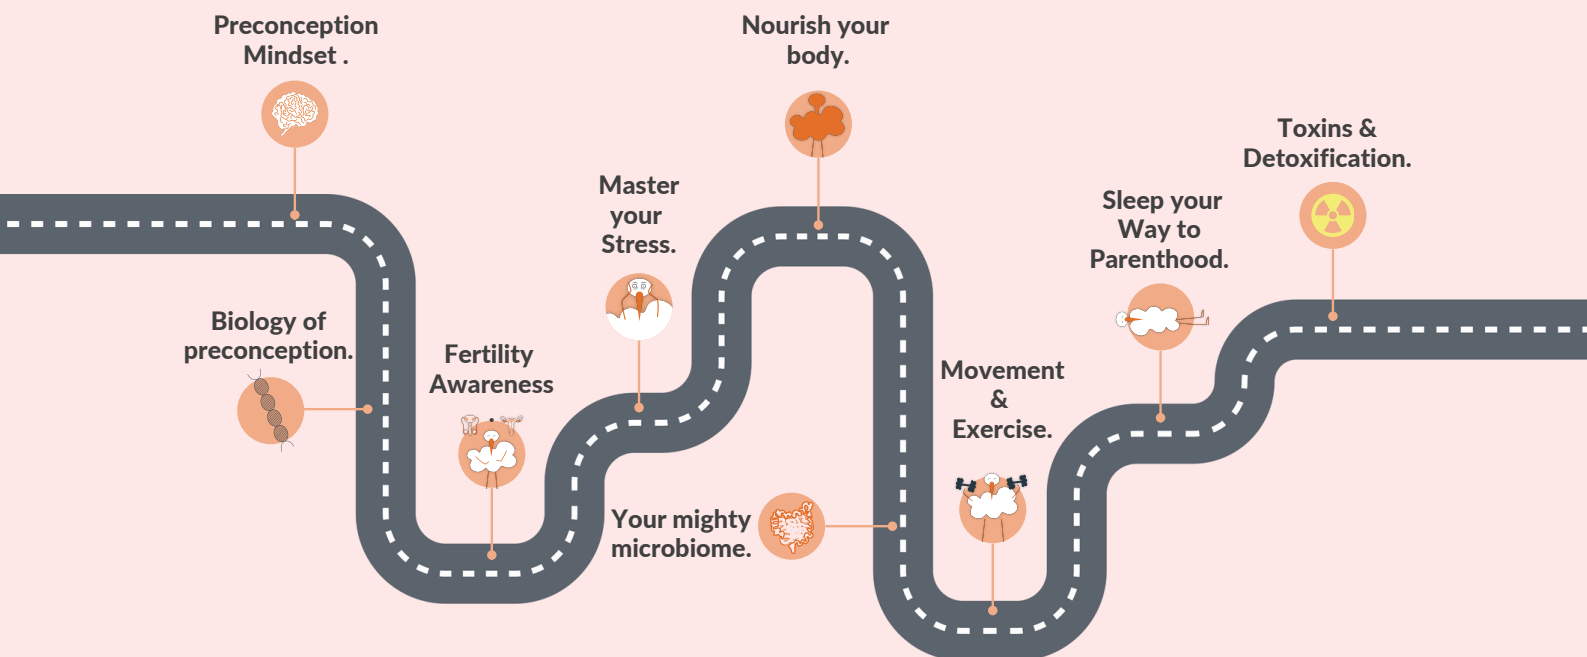 Preconception
Mindset .
Biology of
preconception.
Fertility
Awareness
Master
your
Stress.
Nourish your
body.
Your mighty
microbiome.
Movement
&
Exercise.
Sleep your
Way to
Parenthood.
Toxins &
Detoxification.